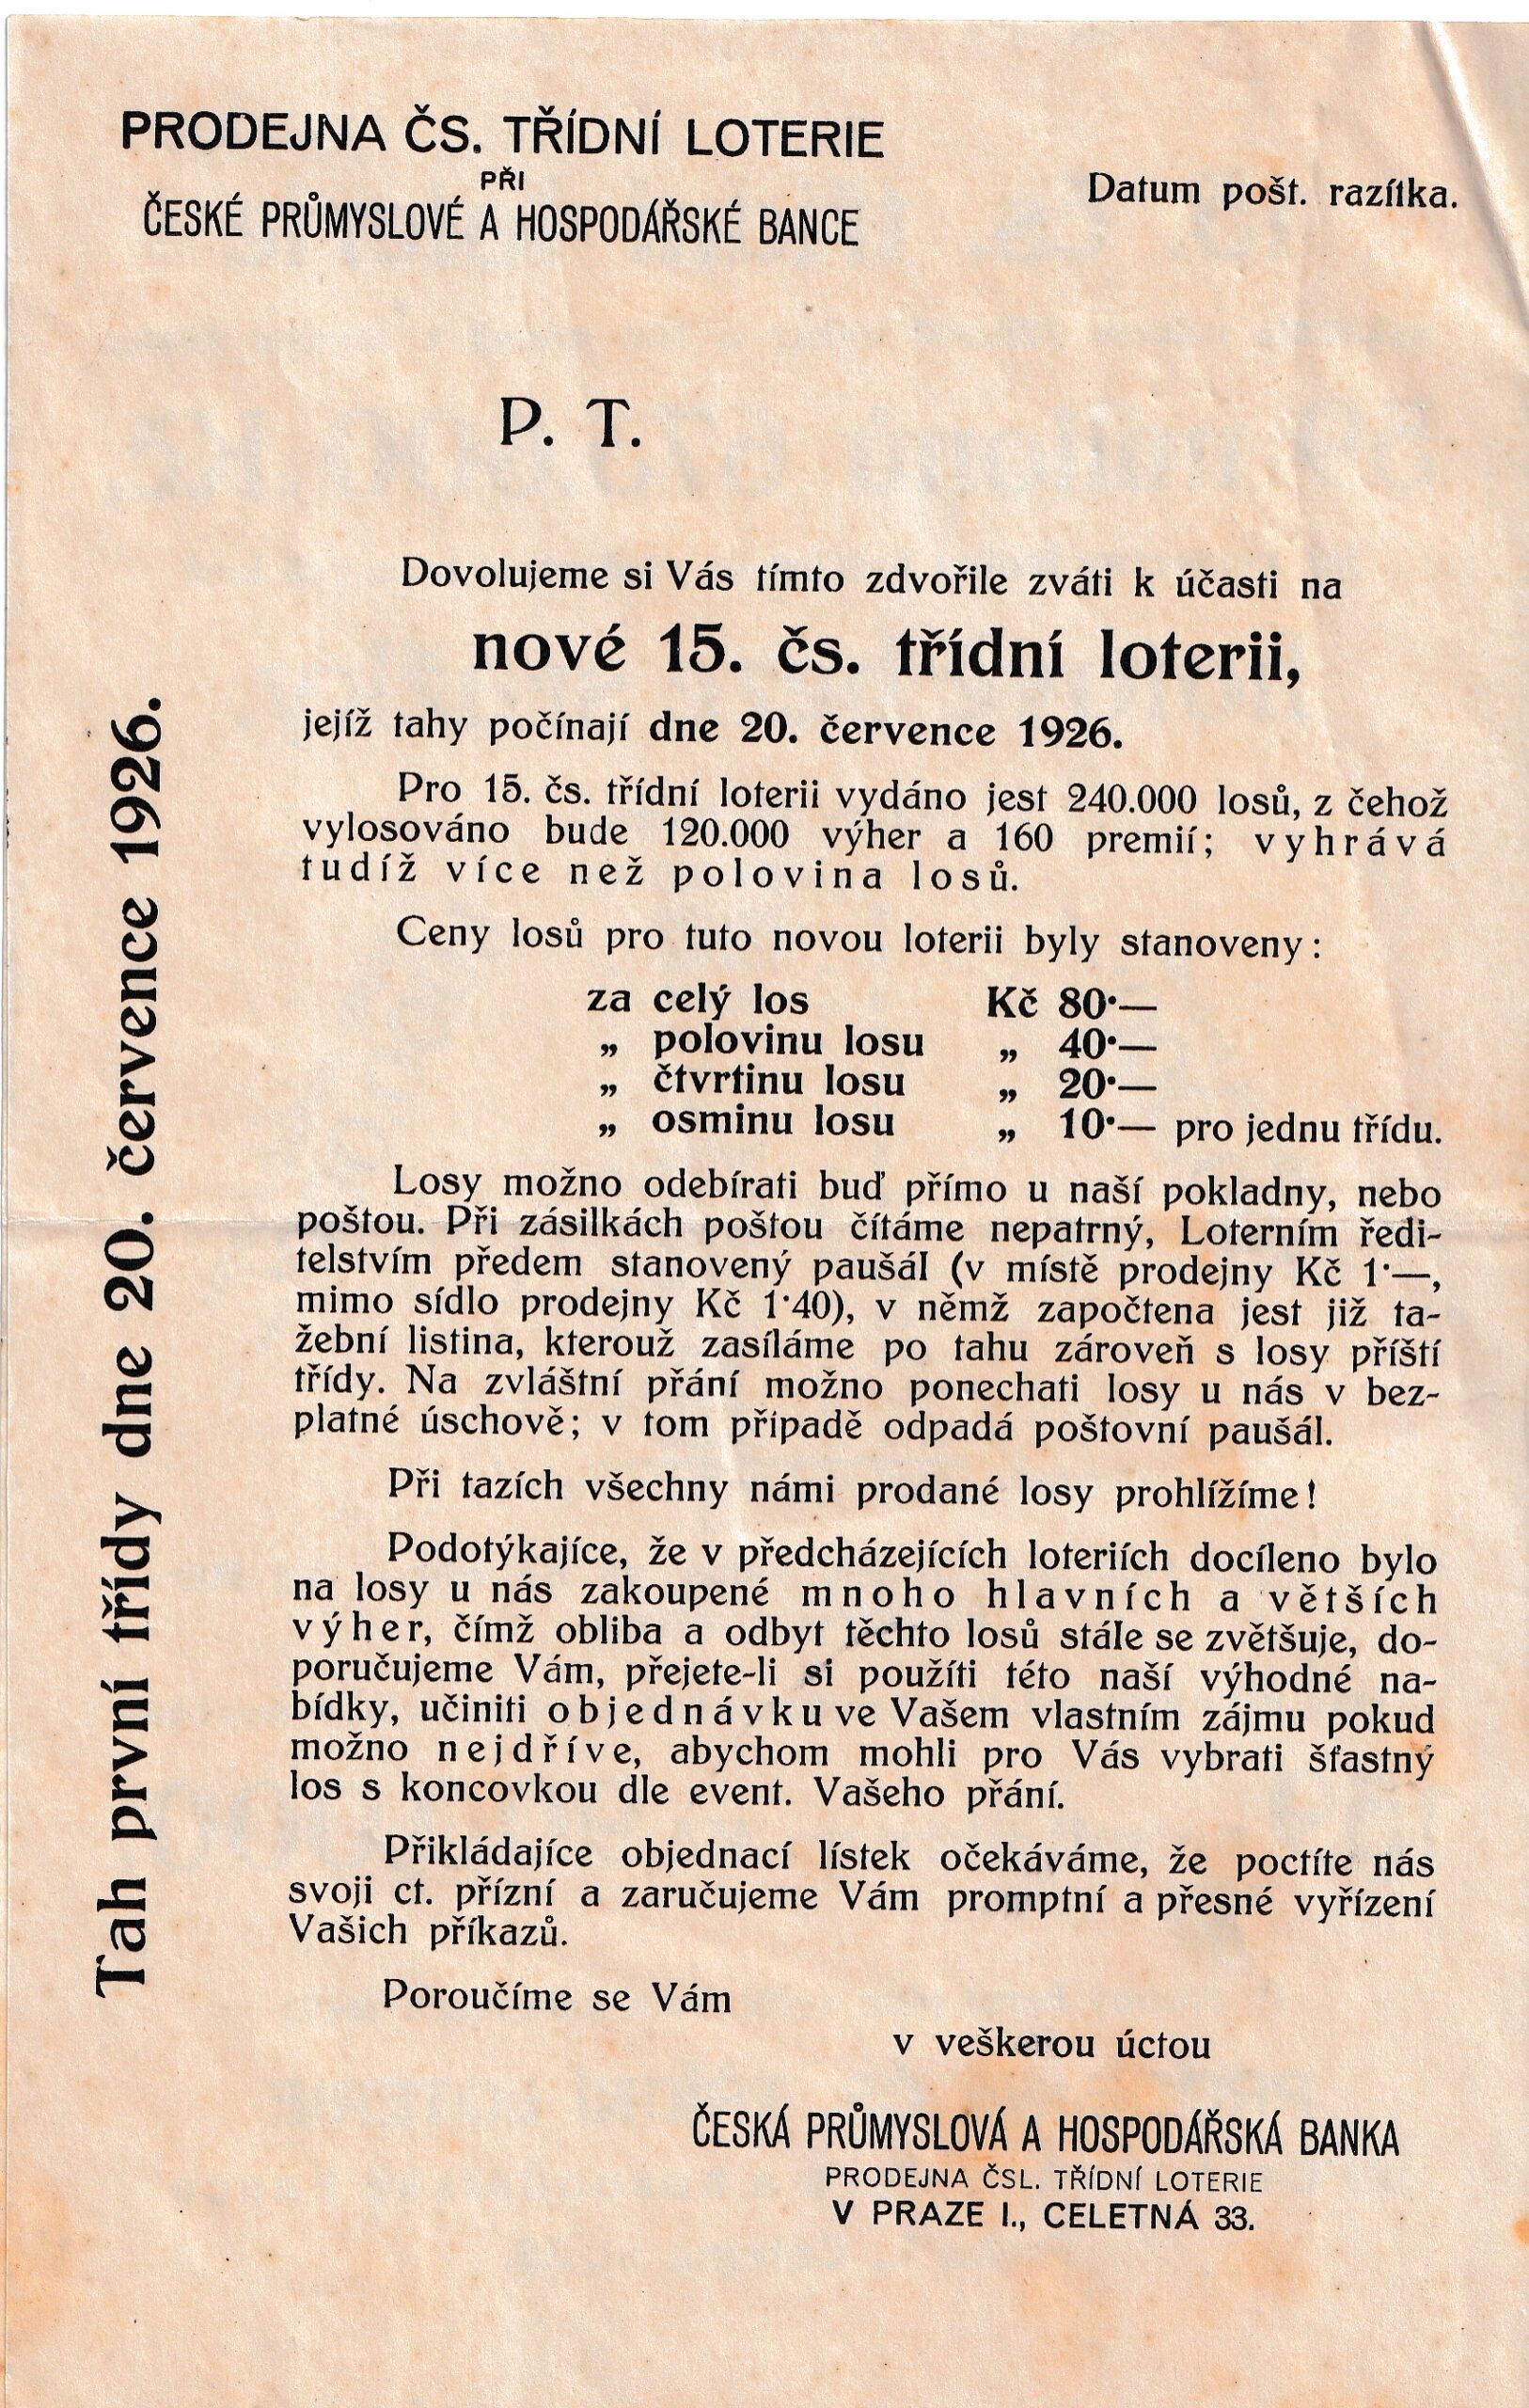 PRODEJNA ČS. TŘÍDNÍ LOTERIE
PŘI
ČESKÉ PRŮMYSLOVÉ A HOSPODÁŘSKÉ BANCE
Datum pošt. razítka.
P. T.
Dovolujeme si Vás tímto zdvořile zváti k účasti na
nové 15. čs. třídní loterii,
jejíž tahy počínají dne 20. července 1926.
Pro 15. čs. třídní loterii vydáno jest 240.000 losů, z čehož
vylosováno bude 120.000 výher a 160 premií; vyhrává
tudíž více než polovina losů.
Ceny losů pro tuto novou loterii byly stanoveny:
za celý los Kč 80·—
„ polovinu losu „ 40·—
„ čtvrtinu losu „ 20·—
„ osminu losu „ 10·— pro jednu třídu.
Losy možno odebírati buď přímo u naší pokladny, nebo
poštou. Při zásilkách poštou čítáme nepatrný, Loterním ředi-
telstvím předem stanovený paušál (v místě prodejny Kč 1·—,
mimo sídlo prodejny Kč 1·40), v němž započtena jest již ta-
žební listina, kterouž zasíláme po tahu zároveň s losy příští
třídy. Na zvláštní přání možno ponechati losy u nás v bez-
platné úschově; v tom případě odpadá poštovní paušál.
Při tazích všechny námi prodané losy prohlížíme!
Podotýkajíce, že v předcházejících loteriích docíleno bylo
na losy u nás zakoupené mnoho hlavních a větších
výher, čímž obliba a odbyt těchto losů stále se zvětšuje, do-
poručujeme Vám, přejete-li si použíti této naší výhodné na-
bídky, učiniti objednávku ve Vašem vlastním zájmu pokud
možno nejdříve, abychom mohli pro Vás vybrati šťastný
los s koncovkou dle event. Vašeho přání.
Přikládajíce objednací lístek očekáváme, že poctíte nás
svoji ct. přízní a zaručujeme Vám promptní a přesné vyřízení
Vašich příkazů.
Poroučíme se Vám
v veškerou úctou
ČESKÁ PRŮMYSLOVÁ A HOSPODÁŘSKÁ BANKA
PRODEJNA ČSL. TŘÍDNÍ LOTERIE
V PRAZE I., CELETNÁ 33.
Tah první třídy dne 20. července 1926.